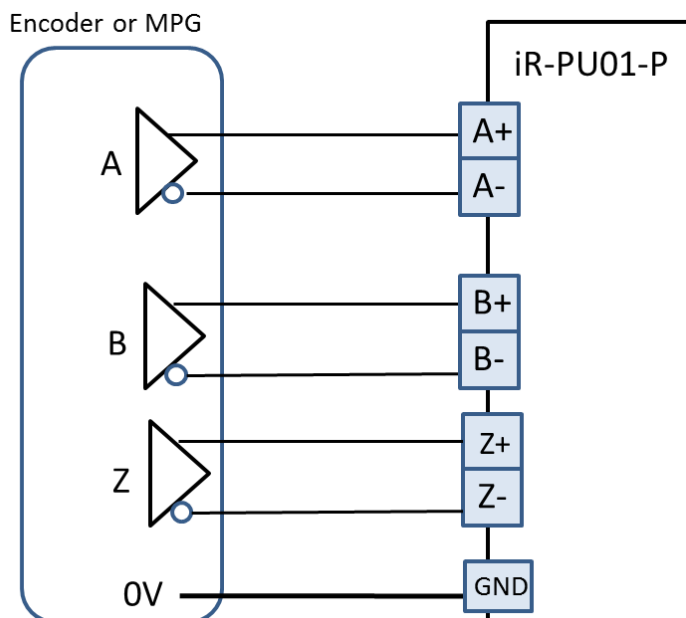 Encoder or MPG
iR-PU01-P
A
A+
A-
B
B+
B-
Z
Z+
Z-
0V
GND